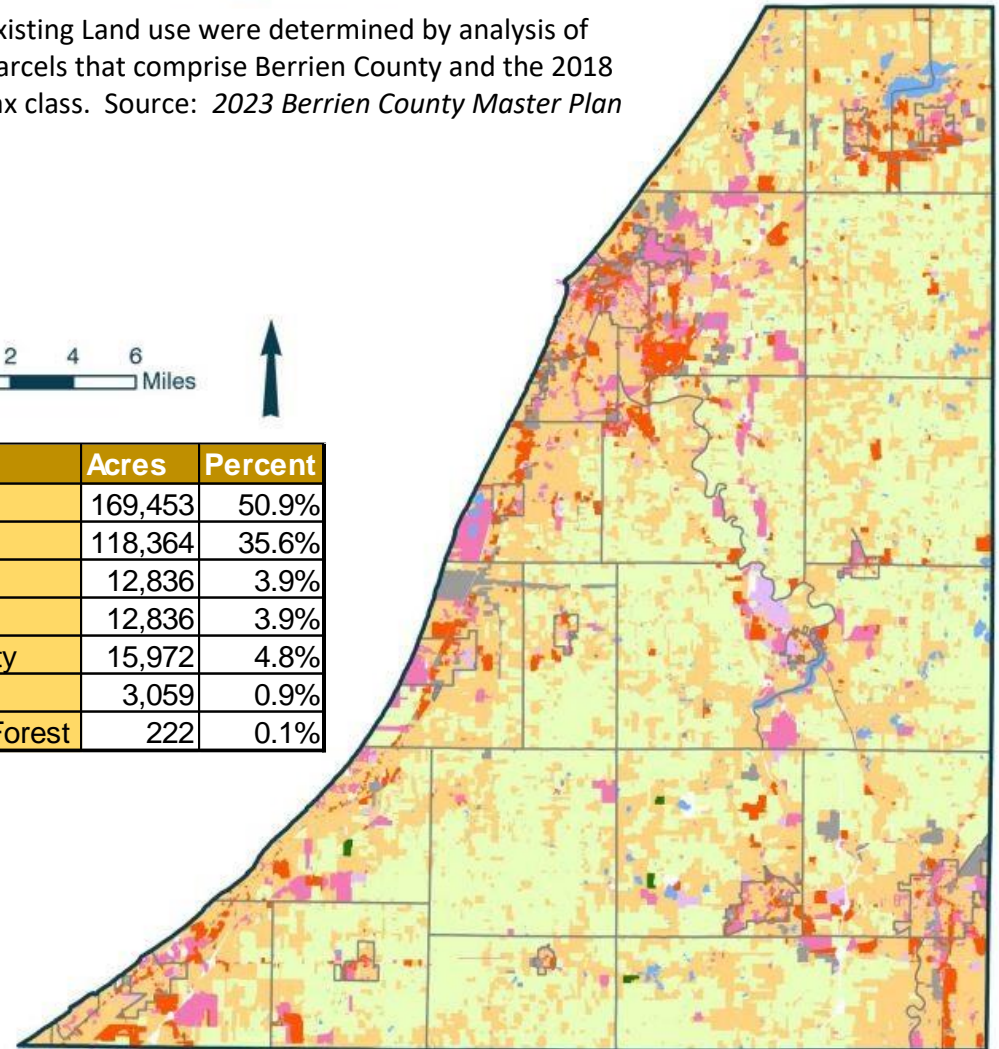 xisting Land use were determined by analysis of
arcels that comprise Berrien County and the 2018
ax class. Source: 2023 Berrien County Master Plan
2 4 6
Miles
Acres Percent
169,453 50.9%
118,364 35.6%
12,836 3.9%
12,836 3.9%
ty 15,972 4.8%
3,059 0.9%
Forest 222 0.1%